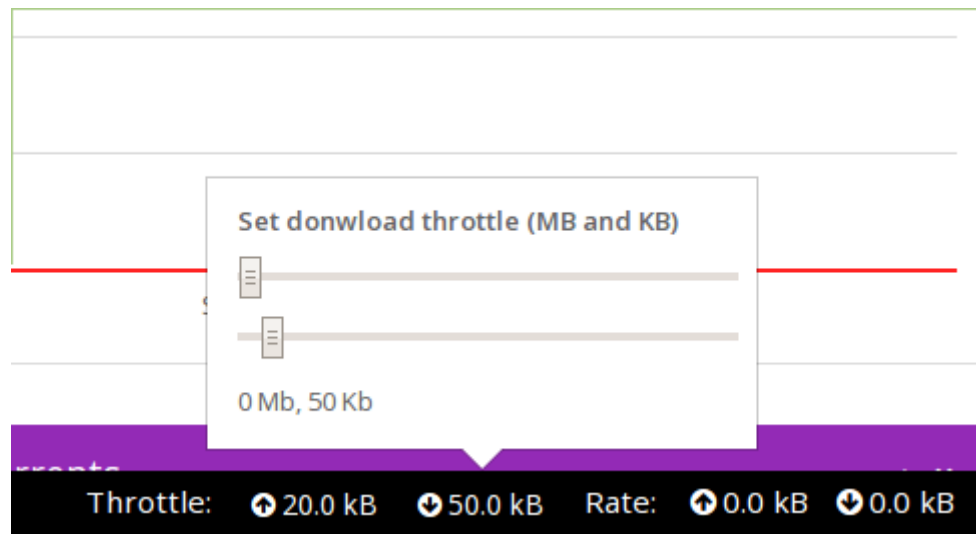 Set donwload throttle (MB and KB)
0 Mb, 50 Kb
Throttle: 20.0 kB 50.0 kB Rate: 0.0 kB 0.0 kB